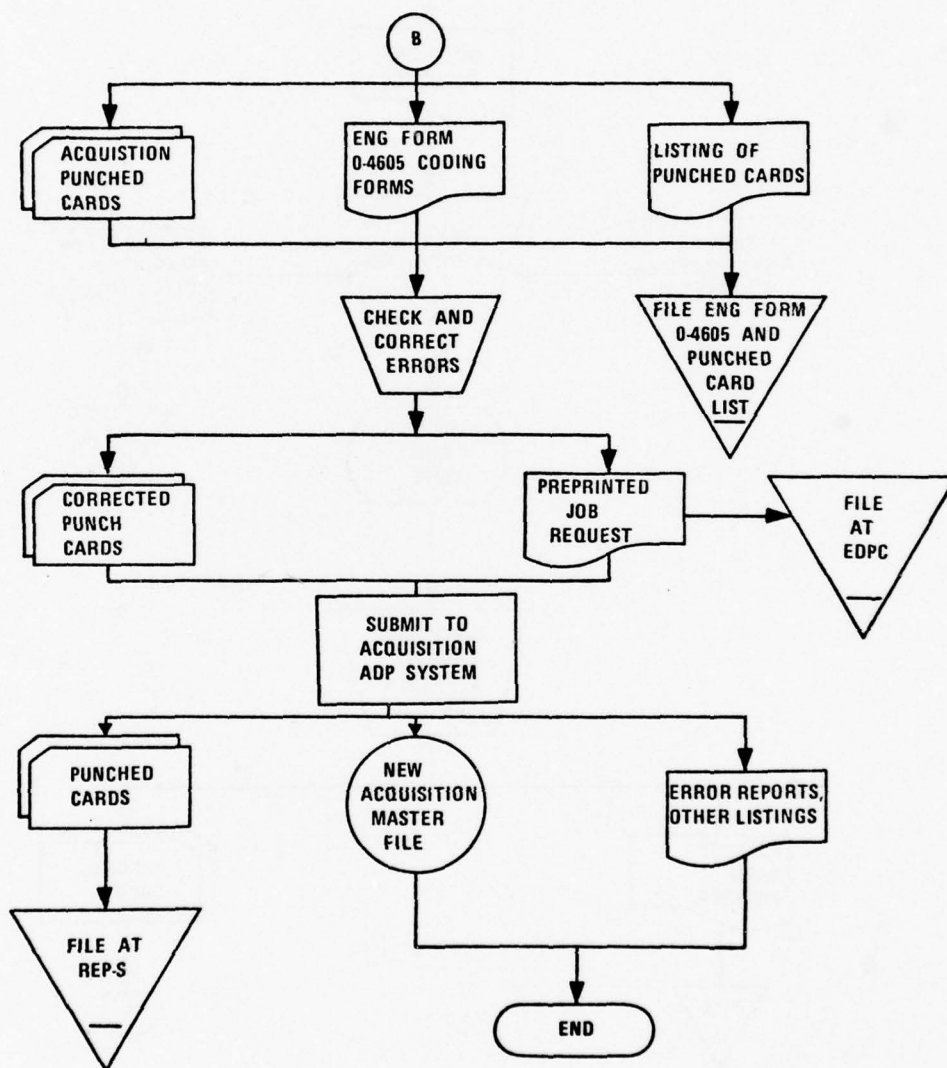 B
ACQUISTION
PUNCHED
CARDS
ENG FORM
0-4605 CODING
FORMS
LISTING OF
PUNCHED CARDS
CHECK AND
CORRECT
ERRORS
FILE ENG FORM
0-4605 AND
PUNCHED
CARD
LIST
CORRECTED
PUNCH
CARDS
PREPRINTED
JOB
REQUEST
FILE
AT
EDPC
SUBMIT TO
ACQUISITION
ADP SYSTEM
PUNCHED
CARDS
NEW
ACQUISITION
MASTER
FILE
ERROR REPORTS,
OTHER LISTINGS
FILE AT
REP-S
END